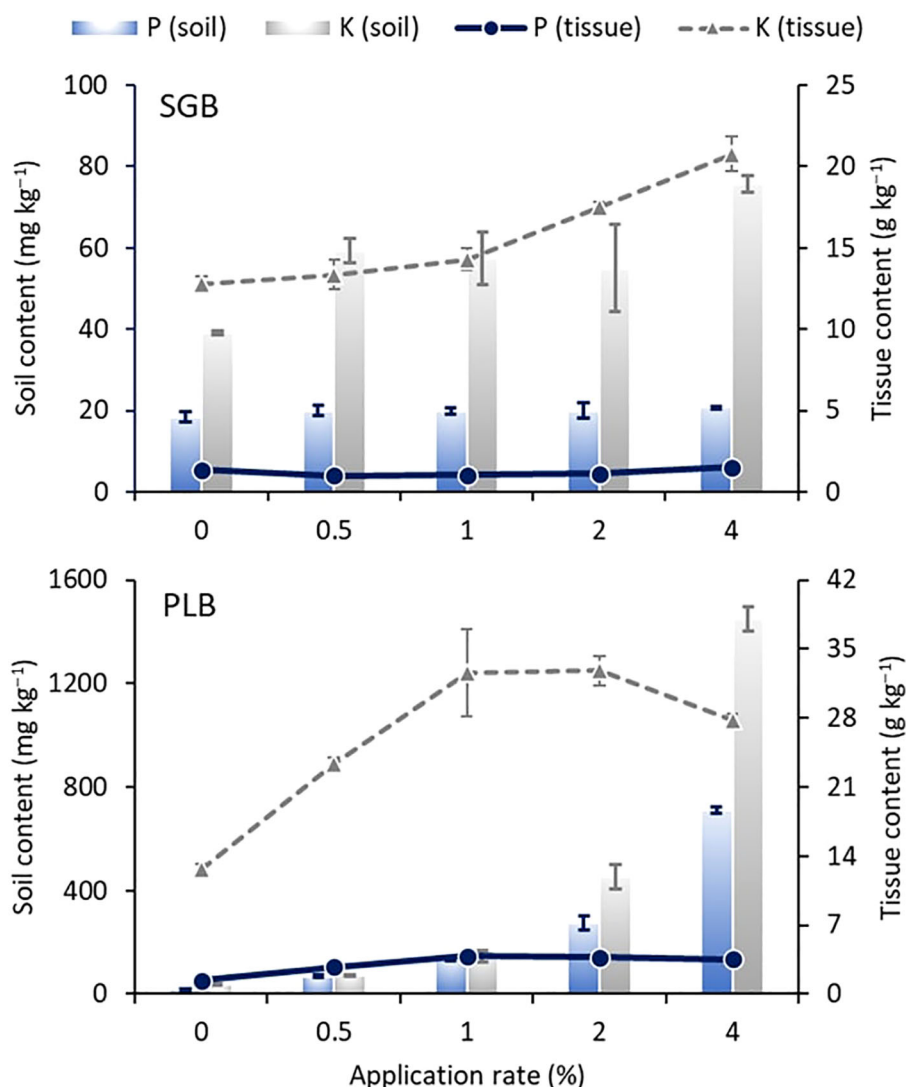 P (soil) K (soil) P (tissue) K (tissue)
SGB
Soil content (mg kg⁻¹)
100
80
60
40
20
0
Tissue content (g kg⁻¹)
25
20
15
10
5
0
0 0.5 1 2 4
PLB
Soil content (mg kg⁻¹)
1600
1200
800
400
0
Tissue content (g kg⁻¹)
42
35
28
21
14
7
0
0 0.5 1 2 4
Application rate (%)